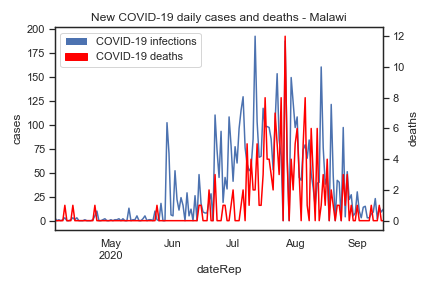 New COVID-19 daily cases and deaths - Malawi
COVID-19 infections
COVID-19 deaths
200
175
150
125
100
75
50
25
0
cases
12
10
8
6
4
2
0
deaths
May
2020
Jun
Jul
Aug
Sep
dateRep